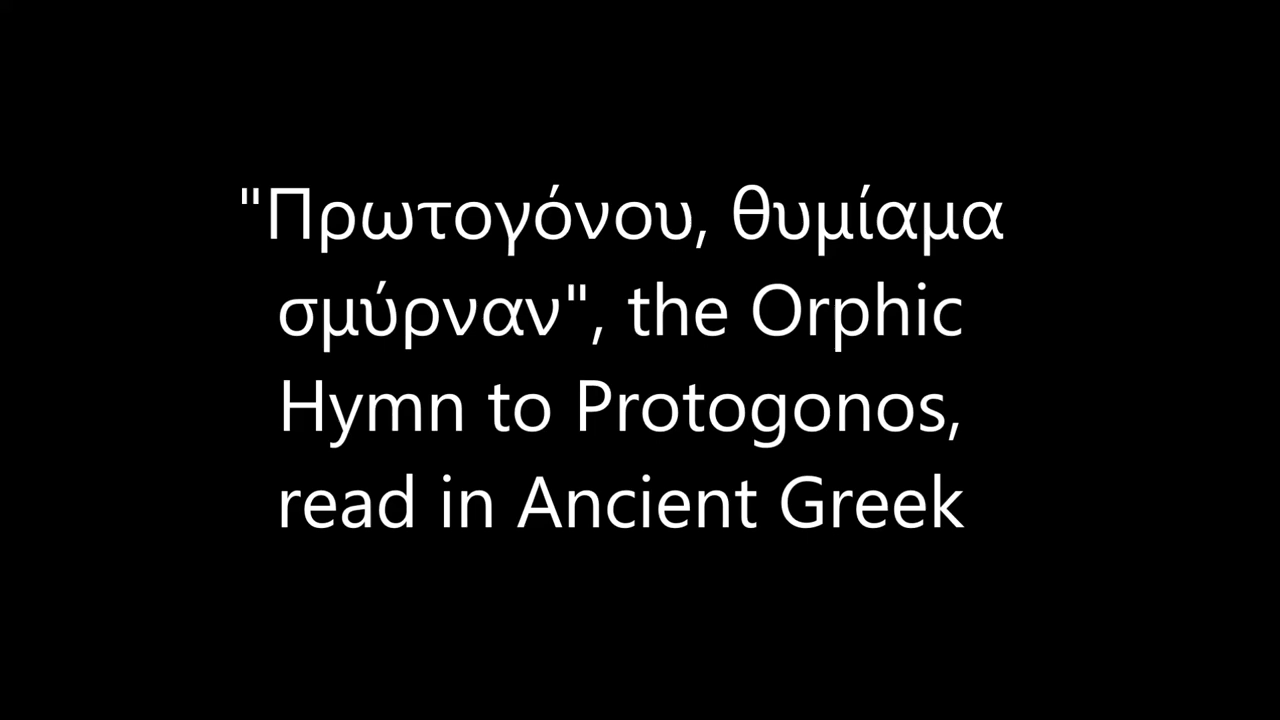 "Πρωτογόνου, θυμίαμα
σμύρναν", the Orphic
Hymn to Protogonos,
read in Ancient Greek